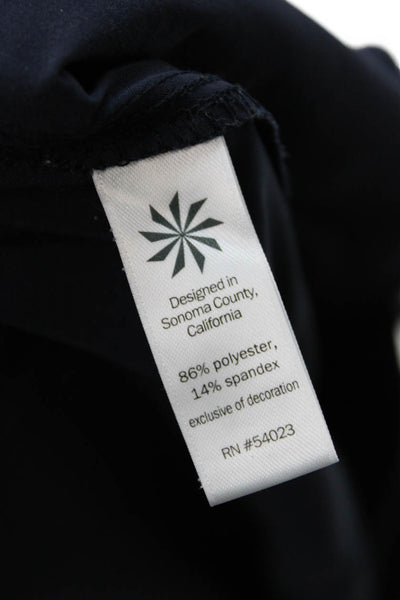 Designed in
Sonoma County,
California
86% polyester,
14% spandex
exclusive of decoration
RN #54023